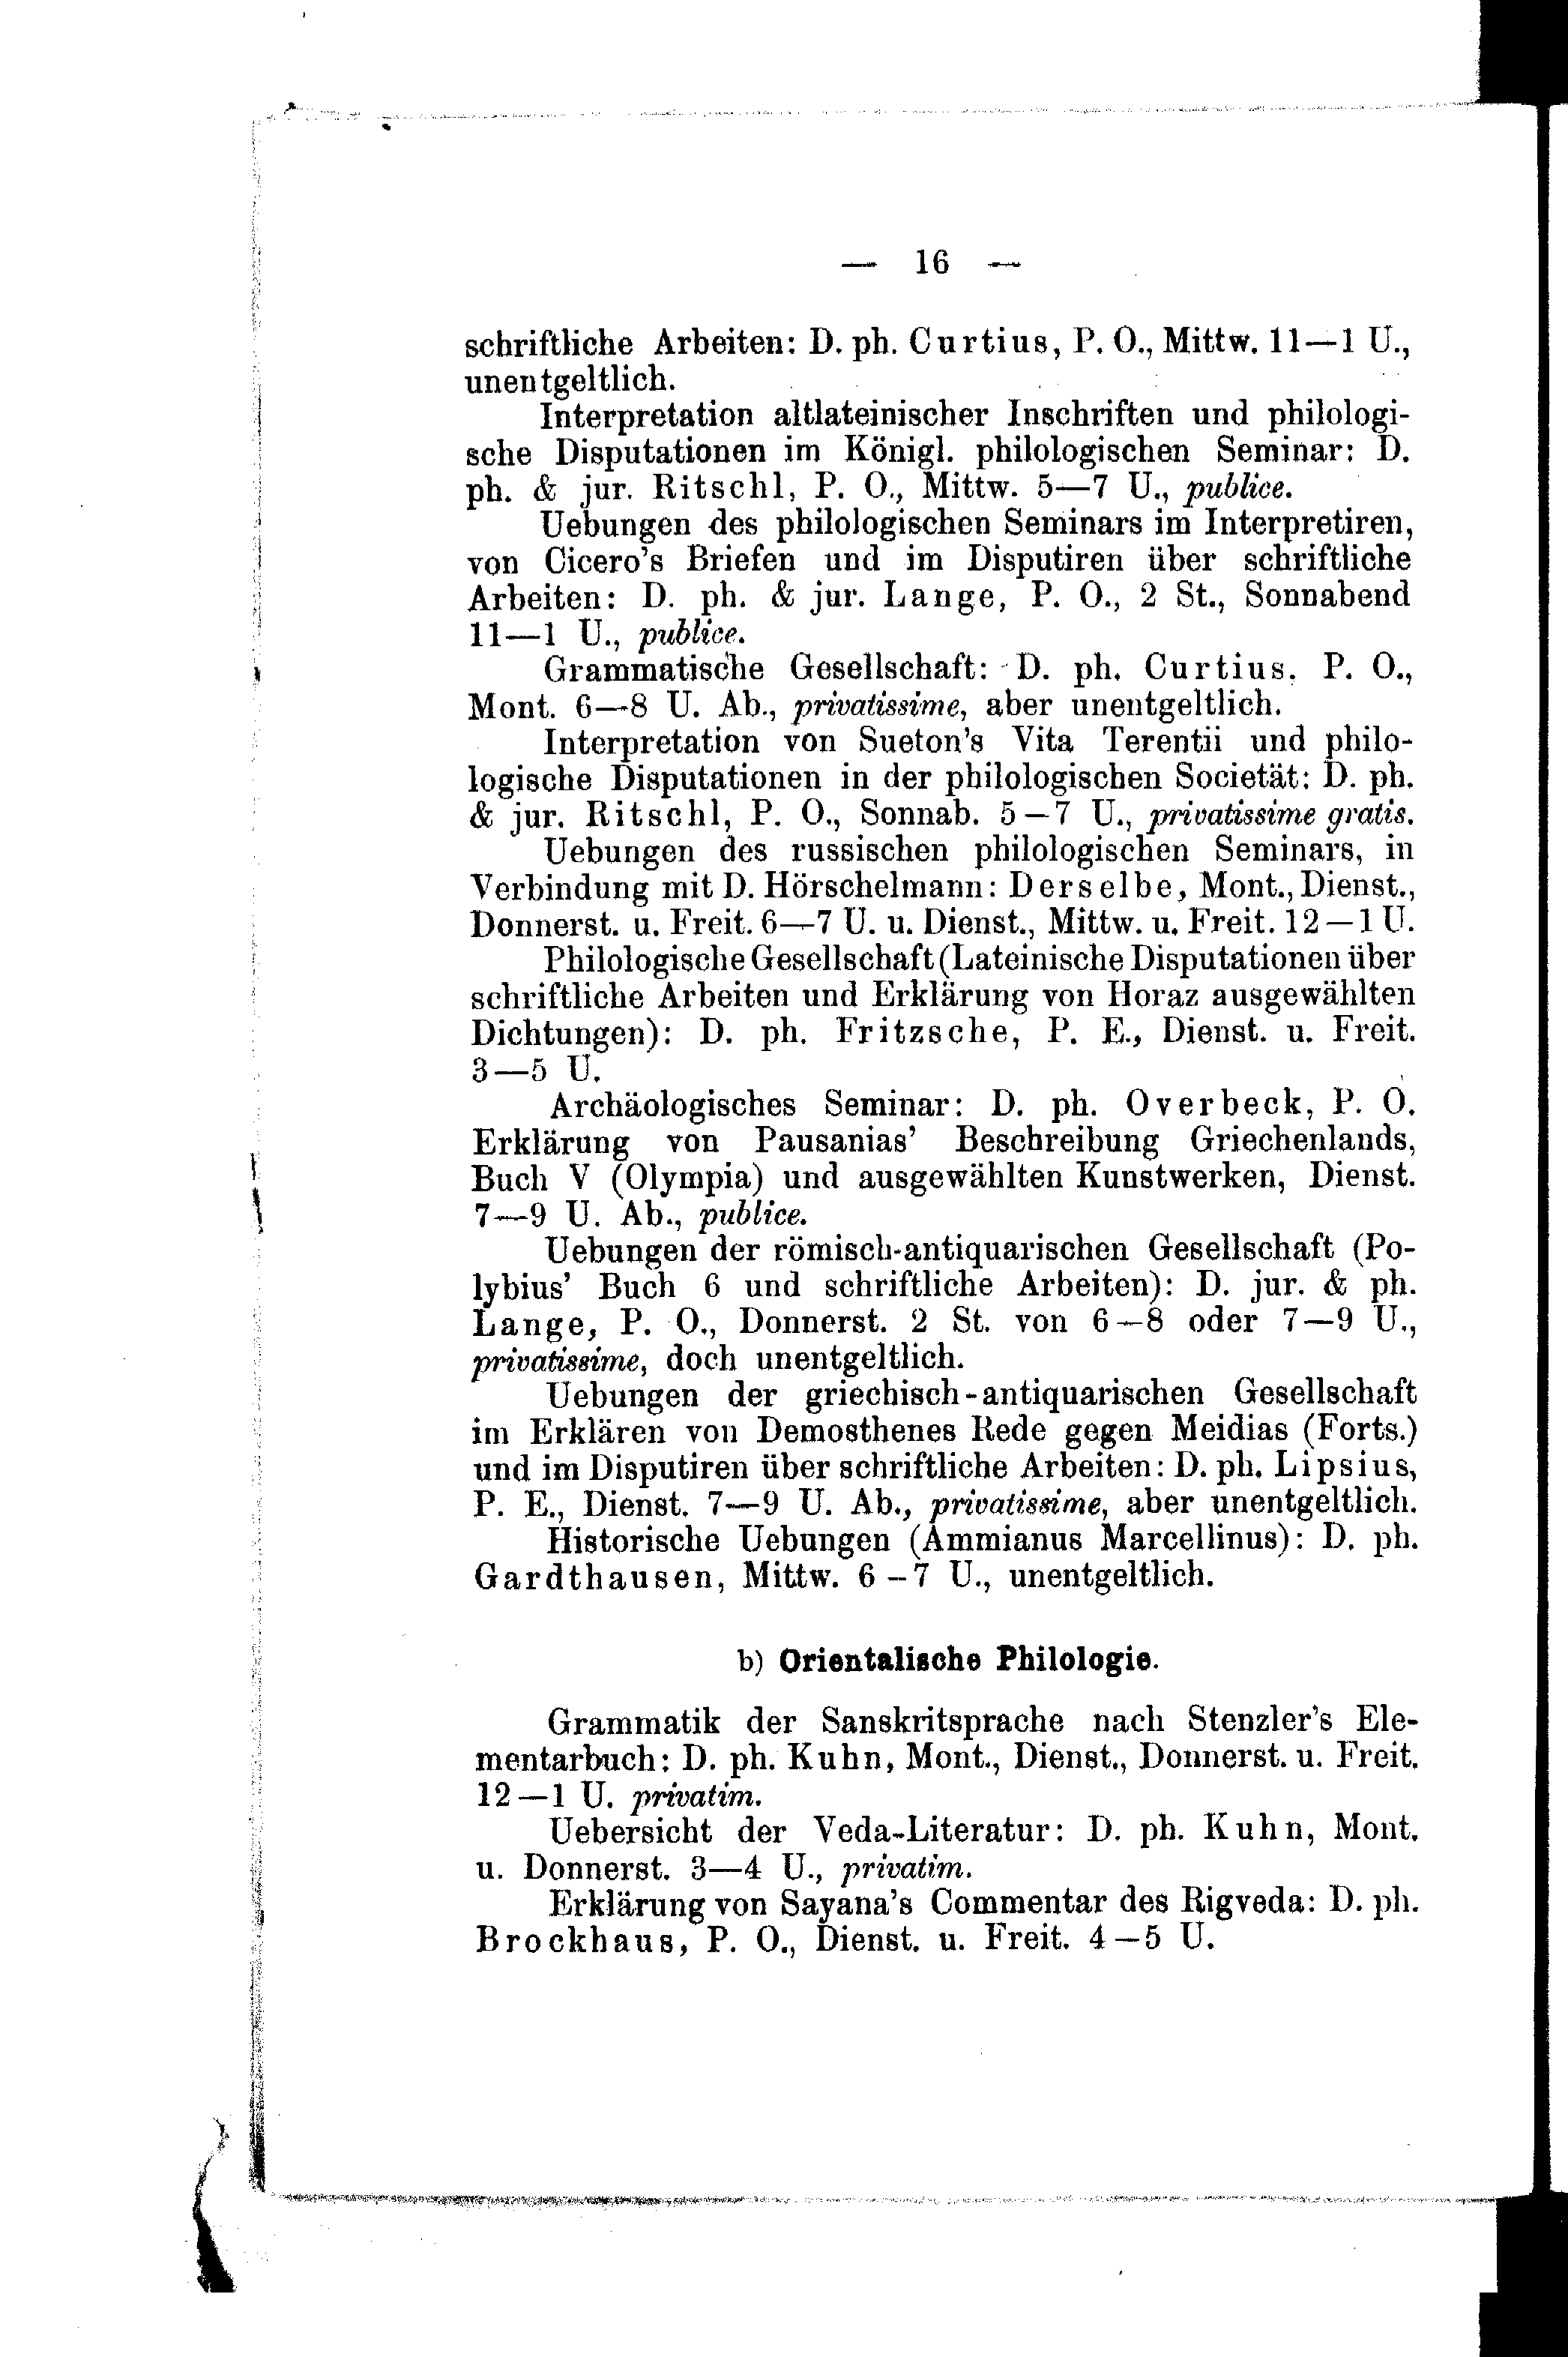 — 16 —
schriftliche Arbeiten: D. ph. Curtius, P. O., Mittw. 11—1 U.,
unentgeltlich.
Interpretation altlateinischer Inschriften und philologi-
sche Disputationen im Königl. philologischen Seminar: D.
ph. & jur. Ritschl, P. O., Mittw. 5—7 U., publice.
Uebungen des philologischen Seminars im Interpretiren,
von Cicero's Briefen und im Disputiren über schriftliche
Arbeiten: D. ph. & jur. Lange, P. O., 2 St., Sonnabend
11—1 U., publice.
Grammatische Gesellschaft: D. ph. Curtius. P. O.,
Mont. 6—8 U. Ab., privatissime, aber unentgeltlich.
Interpretation von Sueton's Vita Terentii und philo-
logische Disputationen in der philologischen Societät: D. ph.
& jur. Ritschl, P. O., Sonnab. 5—7 U., privatissime gratis.
Uebungen des russischen philologischen Seminars, in
Verbindung mit D. Hörschelmann: Derselbe, Mont., Dienst.,
Donnerst. u. Freit. 6—7 U. u. Dienst., Mittw. u. Freit. 12—1 U.
Philologische Gesellschaft (Lateinische Disputationen über
schriftliche Arbeiten und Erklärung von Horaz ausgewählten
Dichtungen): D. ph. Fritzsche, P. E., Dienst. u. Freit.
3—5 U.
Archäologisches Seminar: D. ph. Overbeck, P. O.
Erklärung von Pausanias' Beschreibung Griechenlands,
Buch V (Olympia) und ausgewählten Kunstwerken, Dienst.
7—9 U. Ab., publice.
Uebungen der römisch-antiquarischen Gesellschaft (Po-
lybius' Buch 6 und schriftliche Arbeiten): D. jur. & ph.
Lange, P. O., Donnerst. 2 St. von 6—8 oder 7—9 U.,
privatissime, doch unentgeltlich.
Uebungen der griechisch-antiquarischen Gesellschaft
im Erklären von Demosthenes Rede gegen Meidias (Forts.)
und im Disputiren über schriftliche Arbeiten: D. ph. Lipsius,
P. E., Dienst. 7—9 U. Ab., privatissime, aber unentgeltlich.
Historische Uebungen (Ammianus Marcellinus): D. ph.
Gardthausen, Mittw. 6—7 U., unentgeltlich.
b) Orientalische Philologie.
Grammatik der Sanskritsprache nach Stenzler's Ele-
mentarbuch: D. ph. Kuhn, Mont., Dienst., Donnerst. u. Freit.
12—1 U. privatim.
Uebersicht der Veda-Literatur: D. ph. Kuhn, Mont.
u. Donnerst. 3—4 U., privatim.
Erklärung von Sayana's Commentar des Rigveda: D. ph.
Brockhaus, P. O., Dienst. u. Freit. 4—5 U.